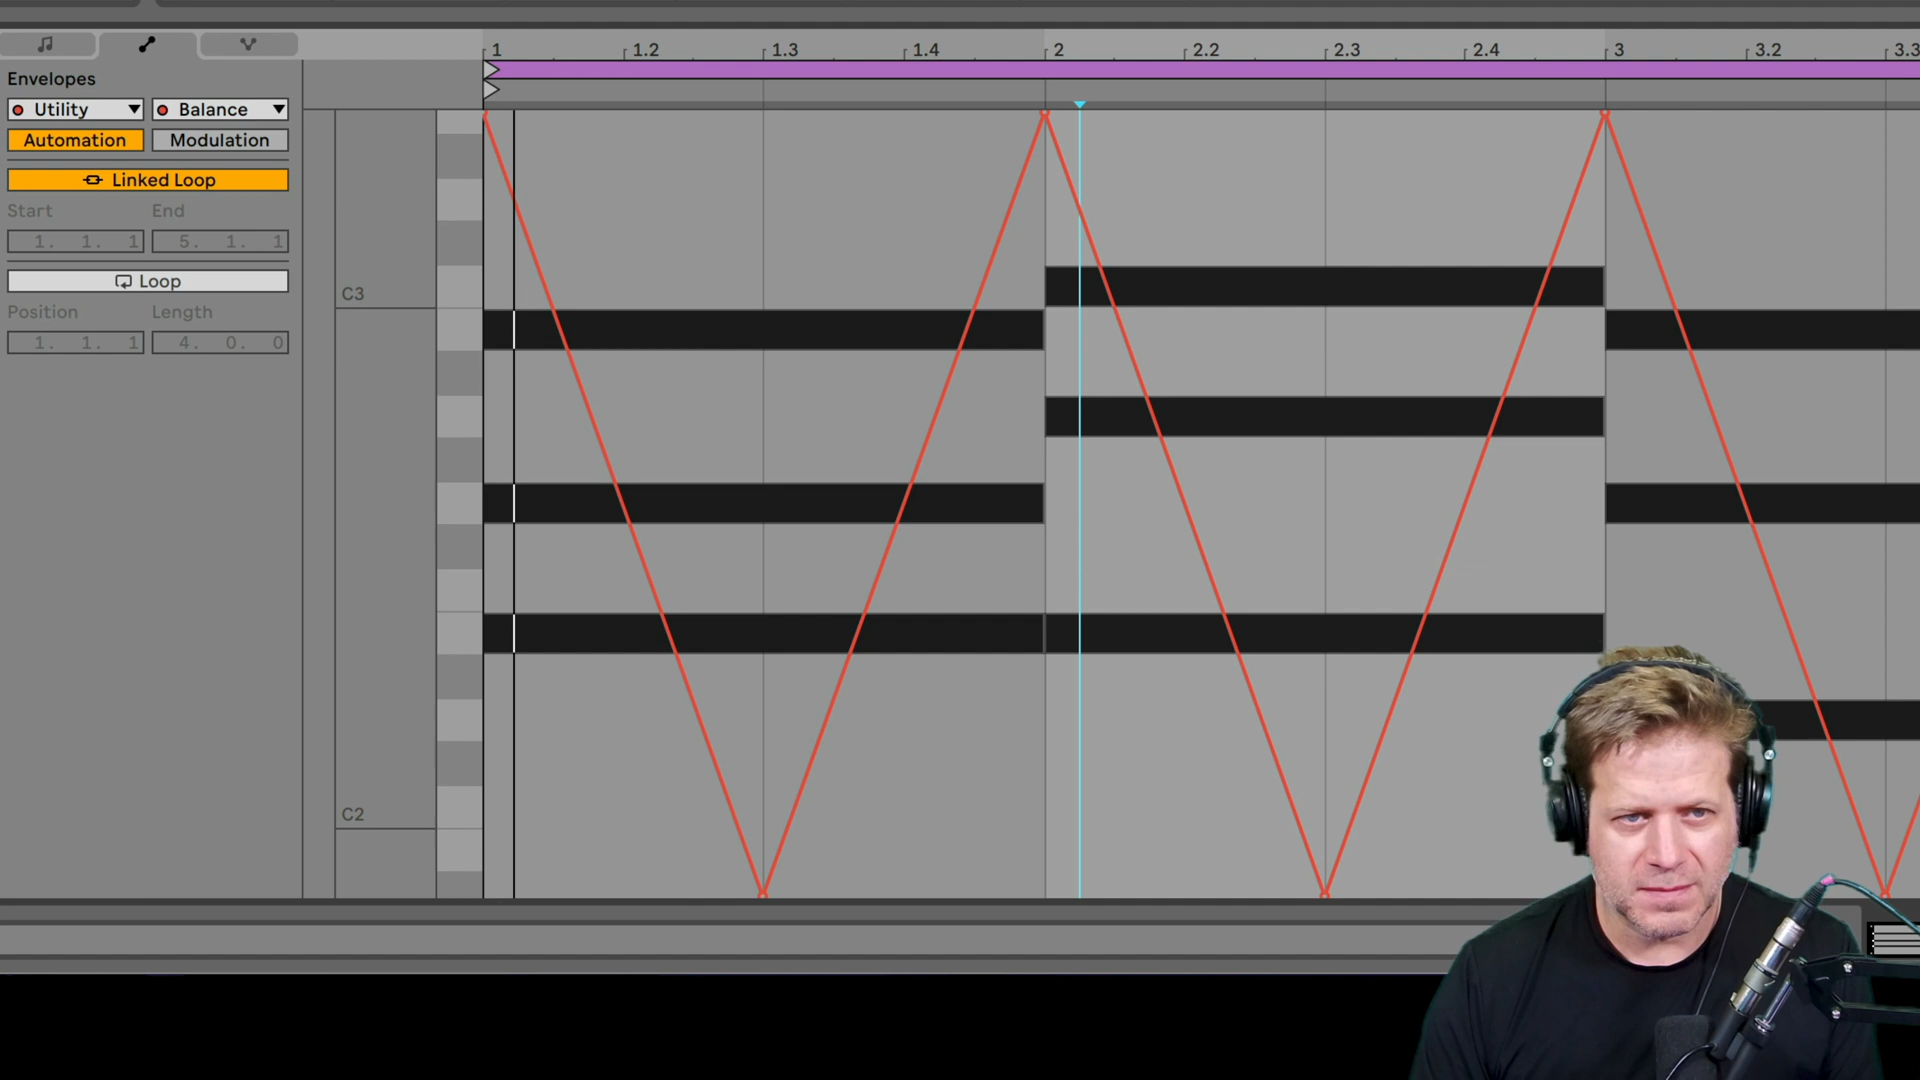 1 1.2 1.3 1.4 2 2.2 2.3 2.4 3 3.2 3.3
Envelopes
Utility Balance
Automation Modulation
Linked Loop
Start End
1. 1. 1 5. 1. 1
Loop
Position Length
1. 1. 1 4. 0. 0
C3
C2